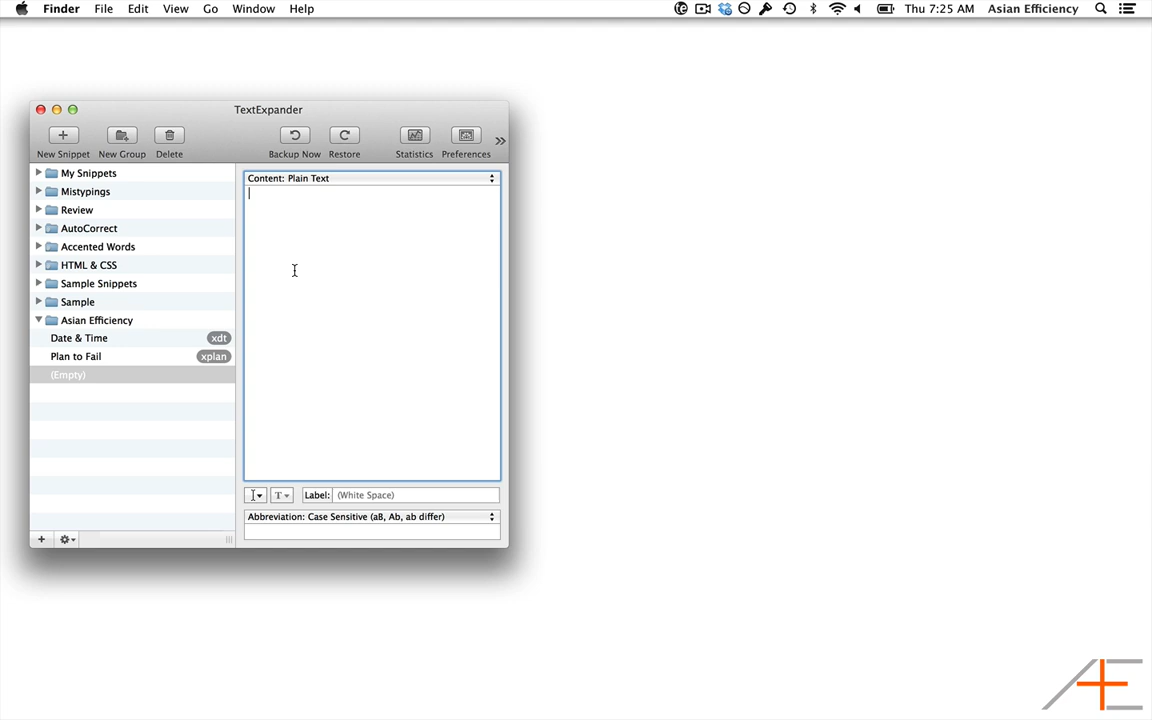 Finder File Edit View Go Window Help Thu 7:25 AM Asian Efficiency
TextExpander
New Snippet New Group Delete Backup Now Restore Statistics Preferences
My Snippets
Mistypings
Review
AutoCorrect
Accented Words
HTML & CSS
Sample Snippets
Sample
Asian Efficiency
Date & Time xdt
Plan to Fail xplan
(Empty)
Content: Plain Text
Label: (White Space)
Abbreviation: Case Sensitive (aB, Ab, ab differ)
Æ